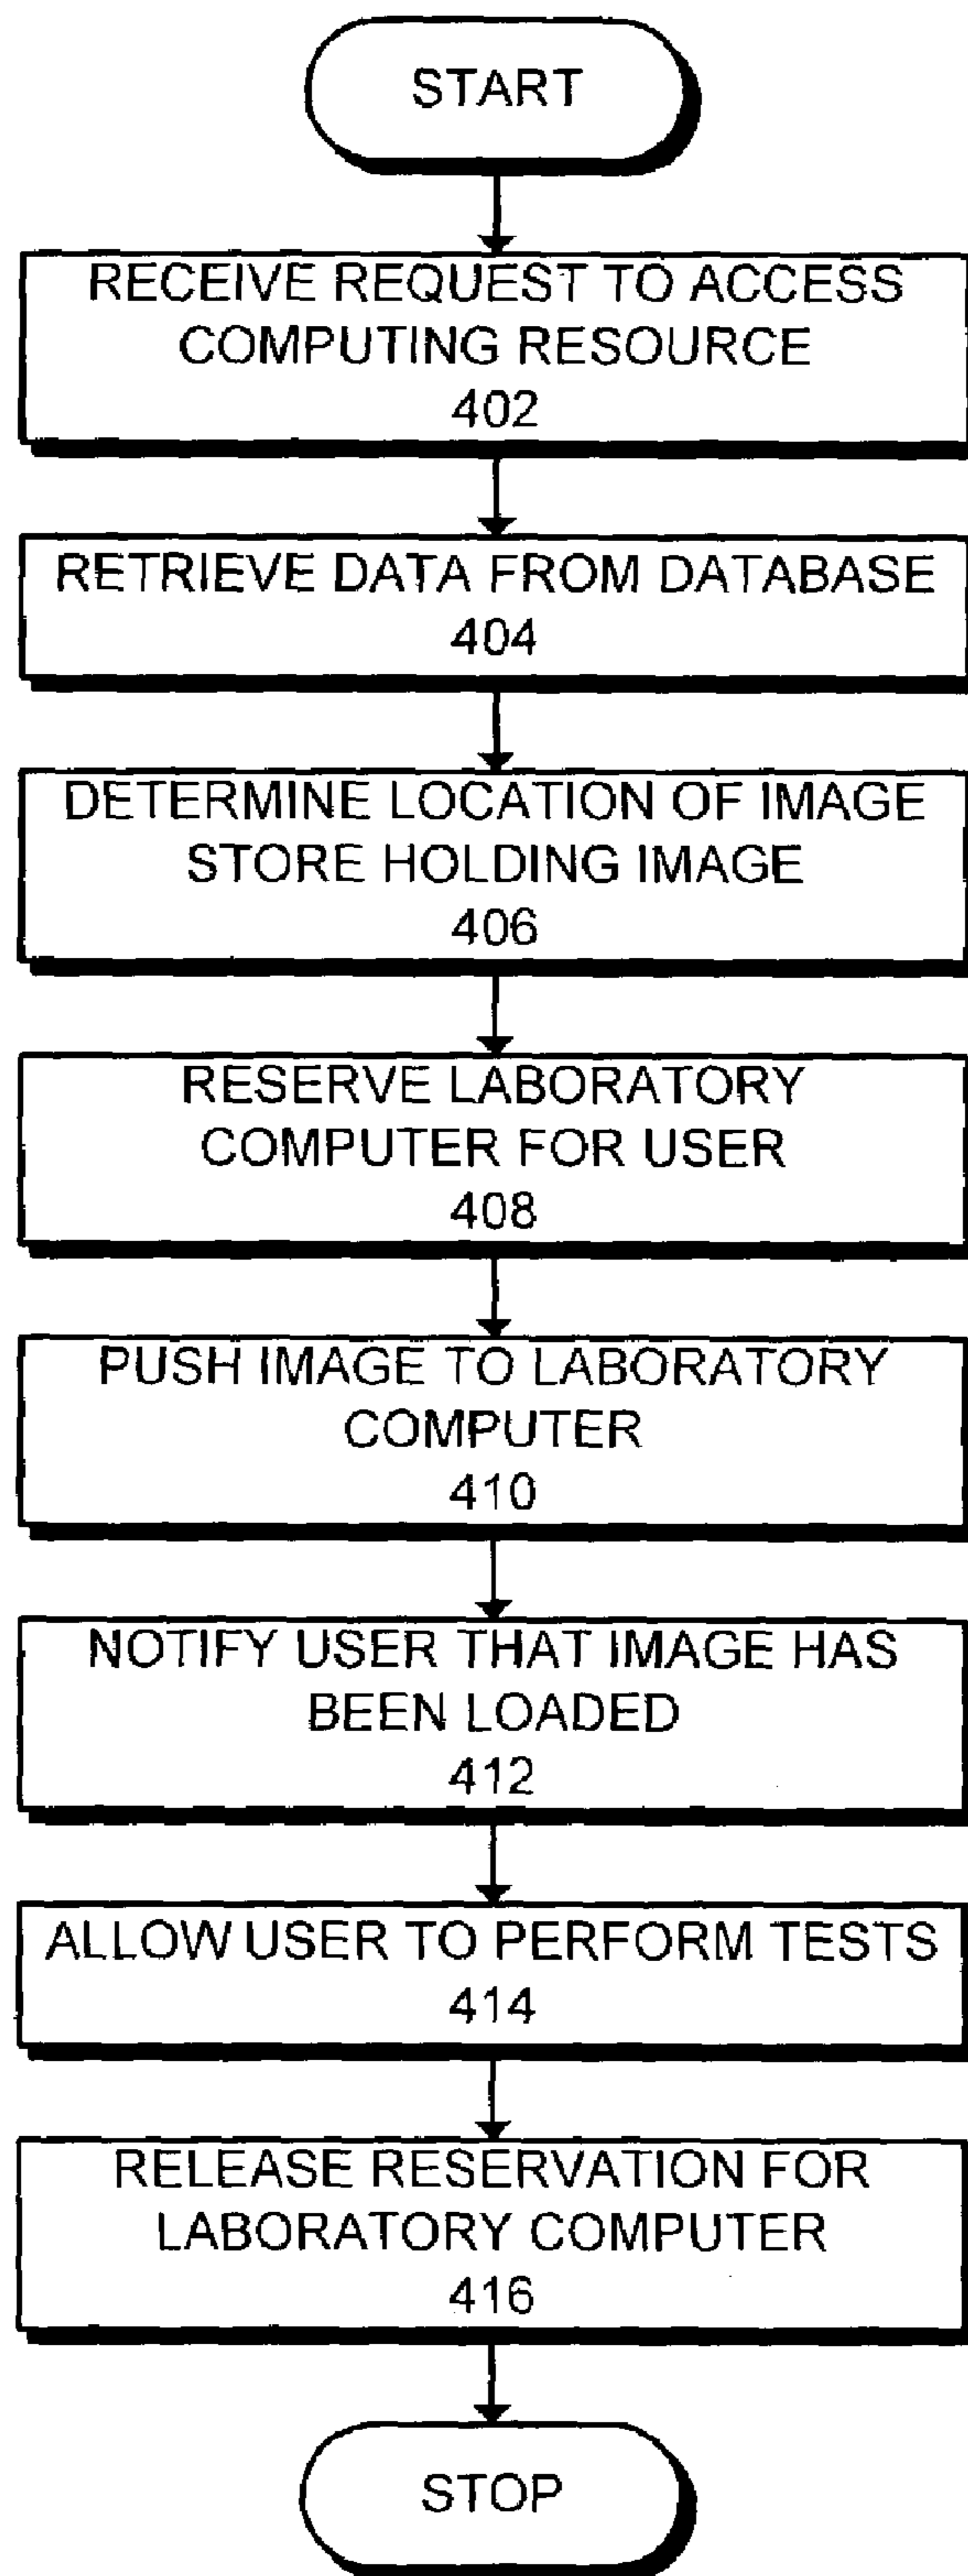 START
RECEIVE REQUEST TO ACCESS
COMPUTING RESOURCE
402
RETRIEVE DATA FROM DATABASE
404
DETERMINE LOCATION OF IMAGE
STORE HOLDING IMAGE
406
RESERVE LABORATORY
COMPUTER FOR USER
408
PUSH IMAGE TO LABORATORY
COMPUTER
410
NOTIFY USER THAT IMAGE HAS
BEEN LOADED
412
ALLOW USER TO PERFORM TESTS
414
RELEASE RESERVATION FOR
LABORATORY COMPUTER
416
STOP